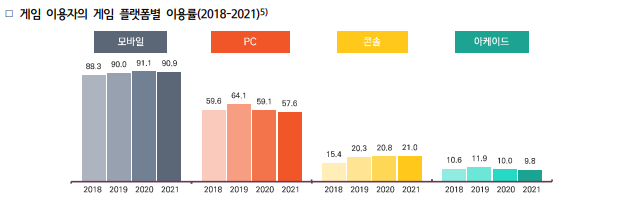 □ 게임 이용자의 게임 플랫폼별 이용률(2018-2021)5)
모바일 PC 콘솔 아케이드
88.3 90.0 91.1 90.9 59.6 64.1 59.1 57.6 15.4 20.3 20.8 21.0 10.6 11.9 10.0 9.8
2018 2019 2020 2021 2018 2019 2020 2021 2018 2019 2020 2021 2018 2019 2020 2021